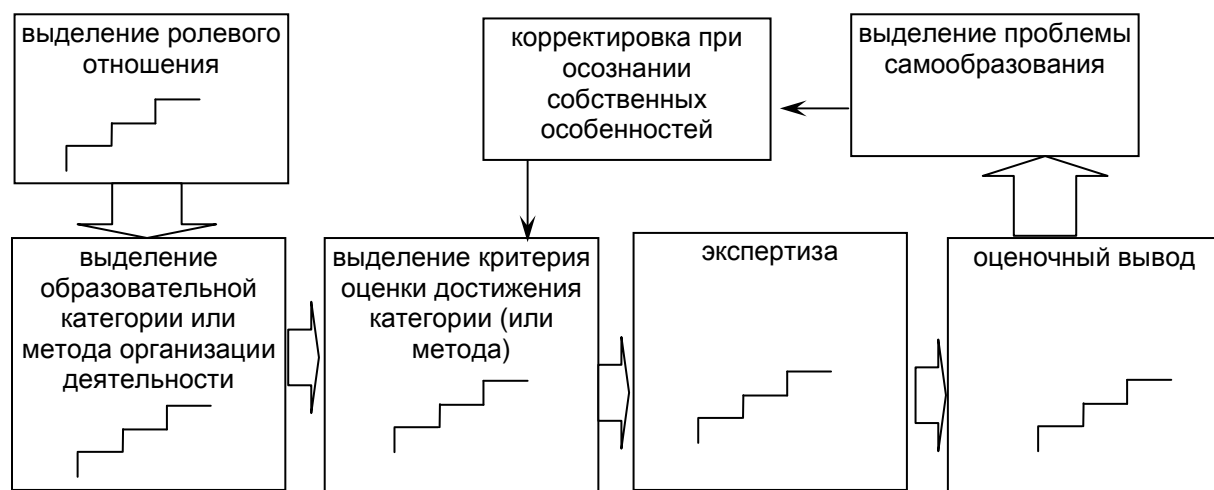 выделение ролевого
отношения
корректировка при
осознании
собственных
особенностей
выделение проблемы
самообразования
выделение
образовательной
категории или
метода организации
деятельности
выделение критерия
оценки достижения
категории (или
метода)
экспертиза
оценочный вывод